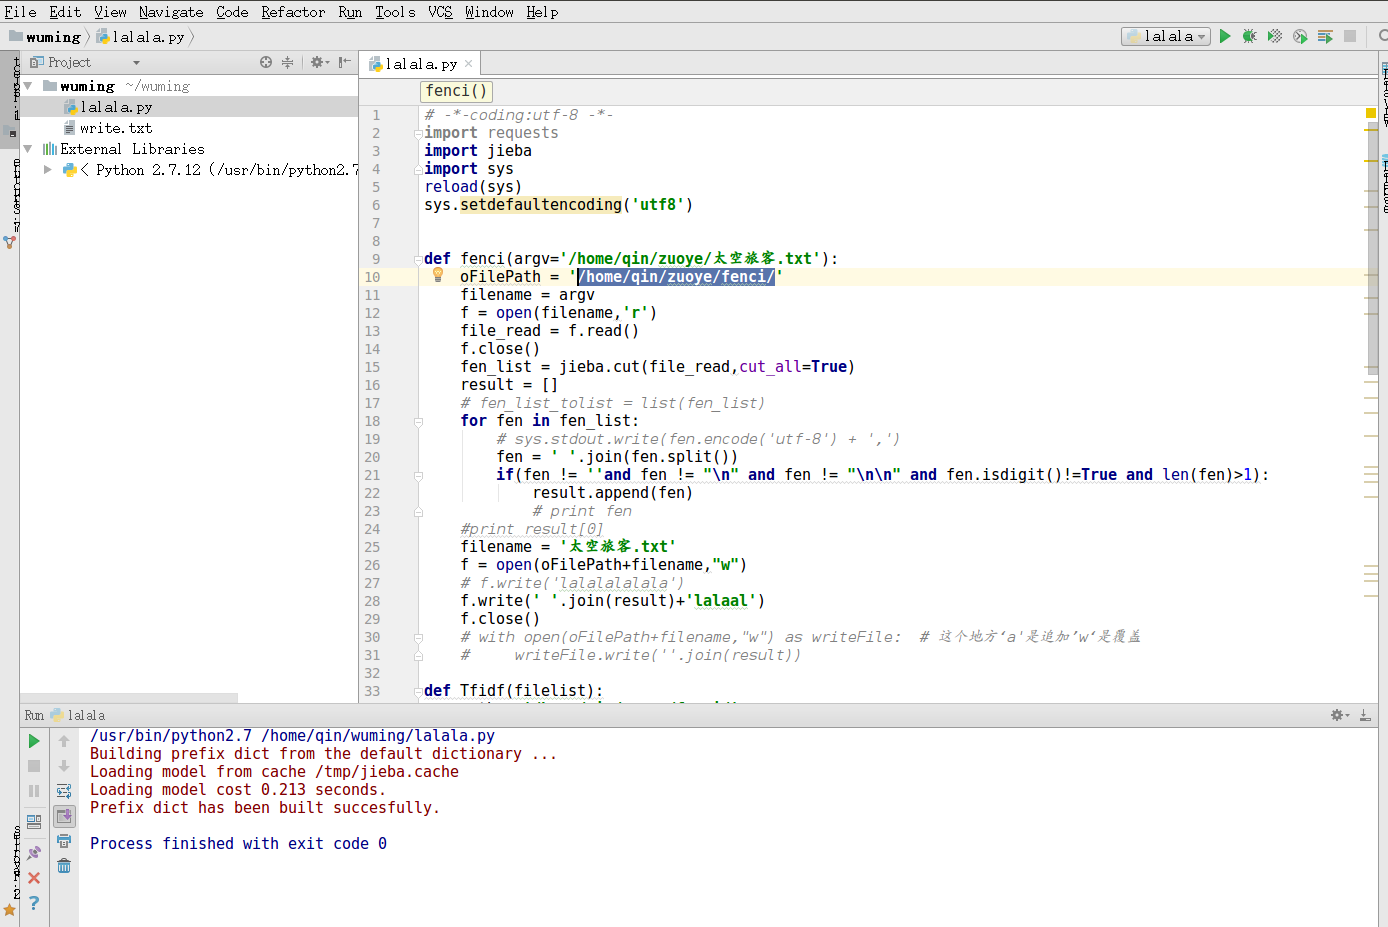 File Edit View Navigate Code Refactor Run Tools VCS Window Help
wuming lalala.py lalala
Project lalala.py
wuming ~/wuming
lalala.py
write.txt
External Libraries
< Python 2.7.12 (/usr/bin/python2.7
fenci()
1 # -*-coding:utf-8 -*-
2 import requests
3 import jieba
4 import sys
5 reload(sys)
6 sys.setdefaultencoding('utf8')
7
8
9 def fenci(argv='/home/qin/zuoye/太空旅客.txt'):
10 oFilePath = '/home/qin/zuoye/fenci/'
11 filename = argv
12 f = open(filename,'r')
13 file_read = f.read()
14 f.close()
15 fen_list = jieba.cut(file_read,cut_all=True)
16 result = []
17 # fen_list_tolist = list(fen_list)
18 for fen in fen_list:
19 # sys.stdout.write(fen.encode('utf-8') + ',')
20 fen = ' '.join(fen.split())
21 if(fen != ''and fen != "\n" and fen != "\n\n" and fen.isdigit()!=True and len(fen)>1):
22 result.append(fen)
23 # print fen
24 #print result[0]
25 filename = '太空旅客.txt'
26 f = open(oFilePath+filename,"w")
27 # f.write('lalalalalala')
28 f.write(' '.join(result)+'lalaal')
29 f.close()
30 # with open(oFilePath+filename,"w") as writeFile: # 这个地方‘a'是追加’w‘是覆盖
31 # writeFile.write(''.join(result))
32
33 def Tfidf(filelist):
Run lalala
/usr/bin/python2.7 /home/qin/wuming/lalala.py
Building prefix dict from the default dictionary ...
Loading model from cache /tmp/jieba.cache
Loading model cost 0.213 seconds.
Prefix dict has been built succesfully.
Process finished with exit code 0